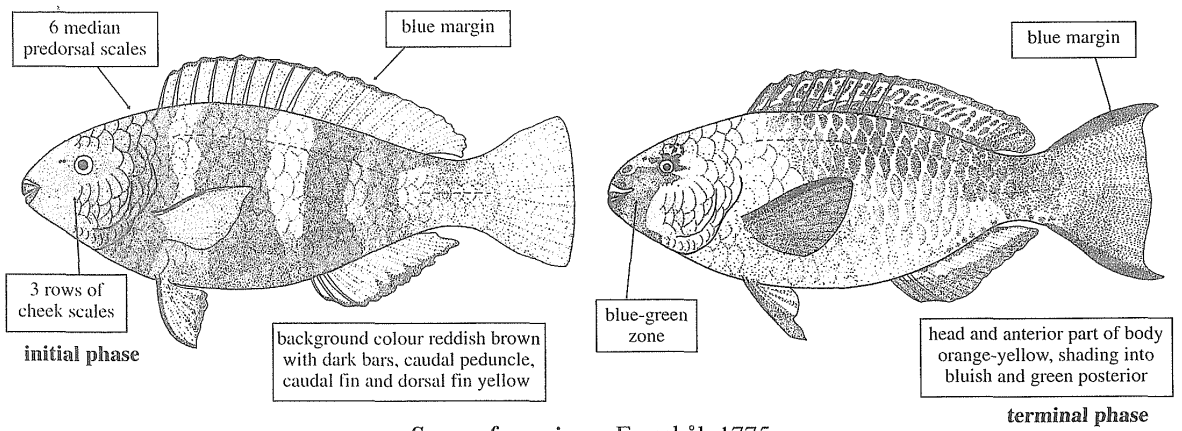 6 median
predorsal scales
blue margin
3 rows of
cheek scales
initial phase
background colour reddish brown
with dark bars, caudal peduncle,
caudal fin and dorsal fin yellow
blue margin
blue-green
zone
head and anterior part of body
orange-yellow, shading into
bluish and green posterior
terminal phase
1775